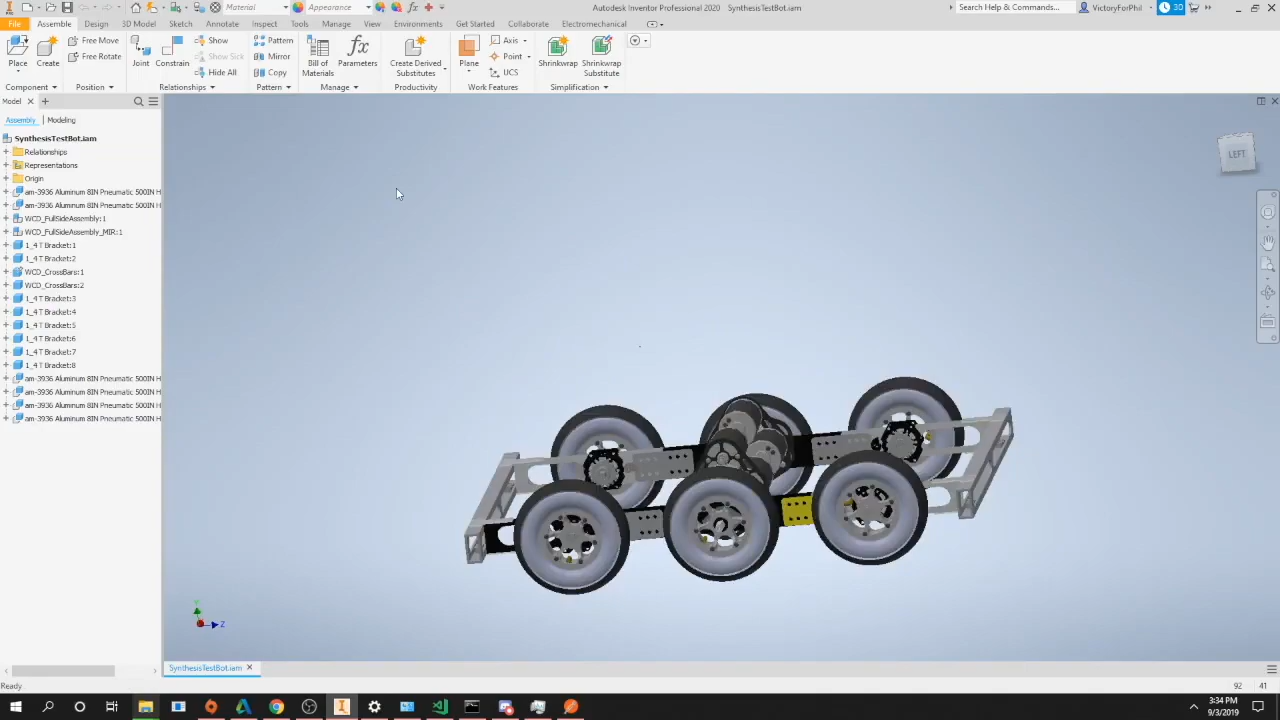 Material
Appearance
Autodesk Inventor Professional 2020 SynthesisTestBot.iam
Search Help & Commands...
VictoryForPhil
30
File Assemble Design 3D Model Sketch Annotate Inspect Tools Manage View Environments Get Started Collaborate Electromechanical
Place
Create
Free Move
Free Rotate
Joint
Constrain
Show
Show Sick
Hide All
Pattern
Mirror
Copy
Bill of
Materials
Parameters
Create Derived
Substitutes
Plane
Axis
Point
UCS
Shrinkwrap
Shrinkwrap
Substitute
Component Position Relationships Pattern Manage Productivity Work Features Simplification
Model
Assembly Modeling
SynthesisTestBot.iam
Relationships
Representations
Origin
am-3936 Aluminum 8IN Pneumatic 500IN H
am-3936 Aluminum 8IN Pneumatic 500IN H
WCD_FullSideAssembly:1
WCD_FullSideAssembly_MIR:1
1_4 T Bracket:1
1_4 T Bracket:2
WCD_CrossBars:1
WCD_CrossBars:2
1_4 T Bracket:3
1_4 T Bracket:4
1_4 T Bracket:5
1_4 T Bracket:6
1_4 T Bracket:7
1_4 T Bracket:8
am-3936 Aluminum 8IN Pneumatic 500IN H
am-3936 Aluminum 8IN Pneumatic 500IN H
am-3936 Aluminum 8IN Pneumatic 500IN H
am-3936 Aluminum 8IN Pneumatic 500IN H
LEFT
Y
Z
SynthesisTestBot.iam
Ready
92 41
3:34 PM
9/3/2019